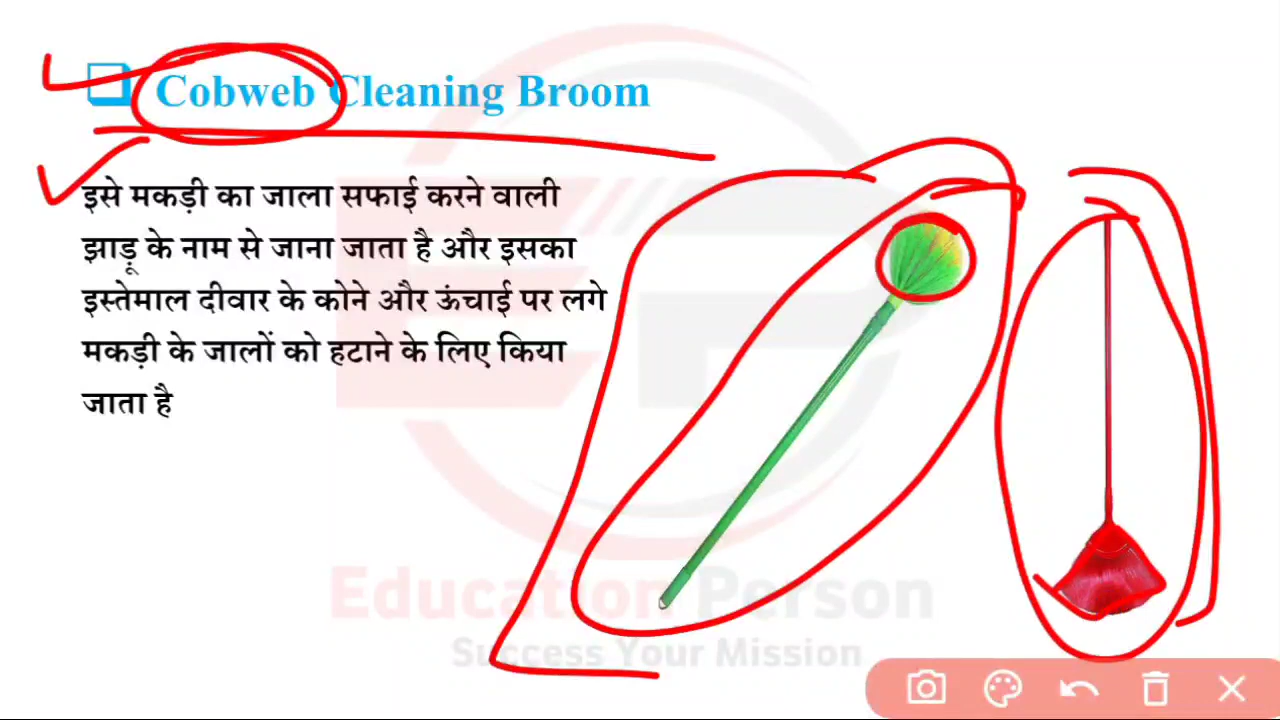 Cobweb Cleaning Broom
इसे मकड़ी का जाला सफाई करने वाली
झाड़ू के नाम से जाना जाता है और इसका
इस्तेमाल दीवार के कोने और ऊंचाई पर लगे
मकड़ी के जालों को हटाने के लिए किया
जाता है
Education Person
Success Your Mission